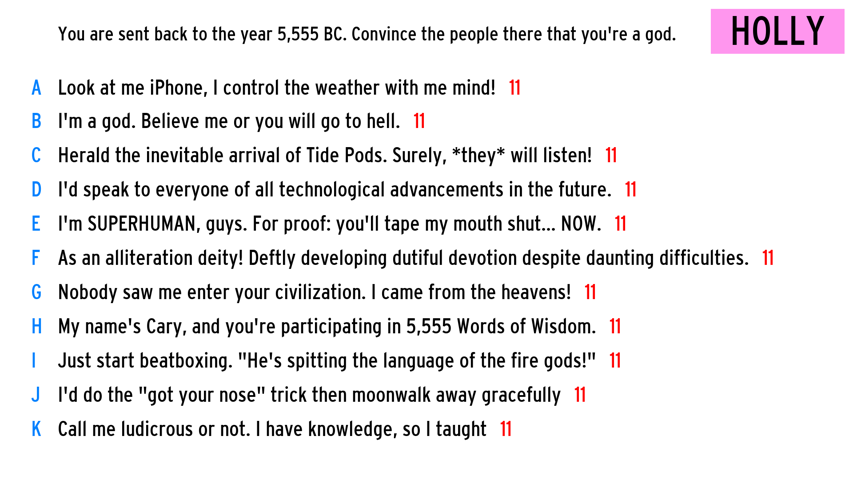 You are sent back to the year 5,555 BC. Convince the people there that you're a god.
HOLLY
A Look at me iPhone, I control the weather with me mind! 11
B I'm a god. Believe me or you will go to hell. 11
C Herald the inevitable arrival of Tide Pods. Surely, *they* will listen! 11
D I'd speak to everyone of all technological advancements in the future. 11
E I'm SUPERHUMAN, guys. For proof: you'll tape my mouth shut... NOW. 11
F As an alliteration deity! Deftly developing dutiful devotion despite daunting difficulties. 11
G Nobody saw me enter your civilization. I came from the heavens! 11
H My name's Cary, and you're participating in 5,555 Words of Wisdom. 11
I Just start beatboxing. "He's spitting the language of the fire gods!" 11
J I'd do the "got your nose" trick then moonwalk away gracefully 11
K Call me ludicrous or not. I have knowledge, so I taught 11